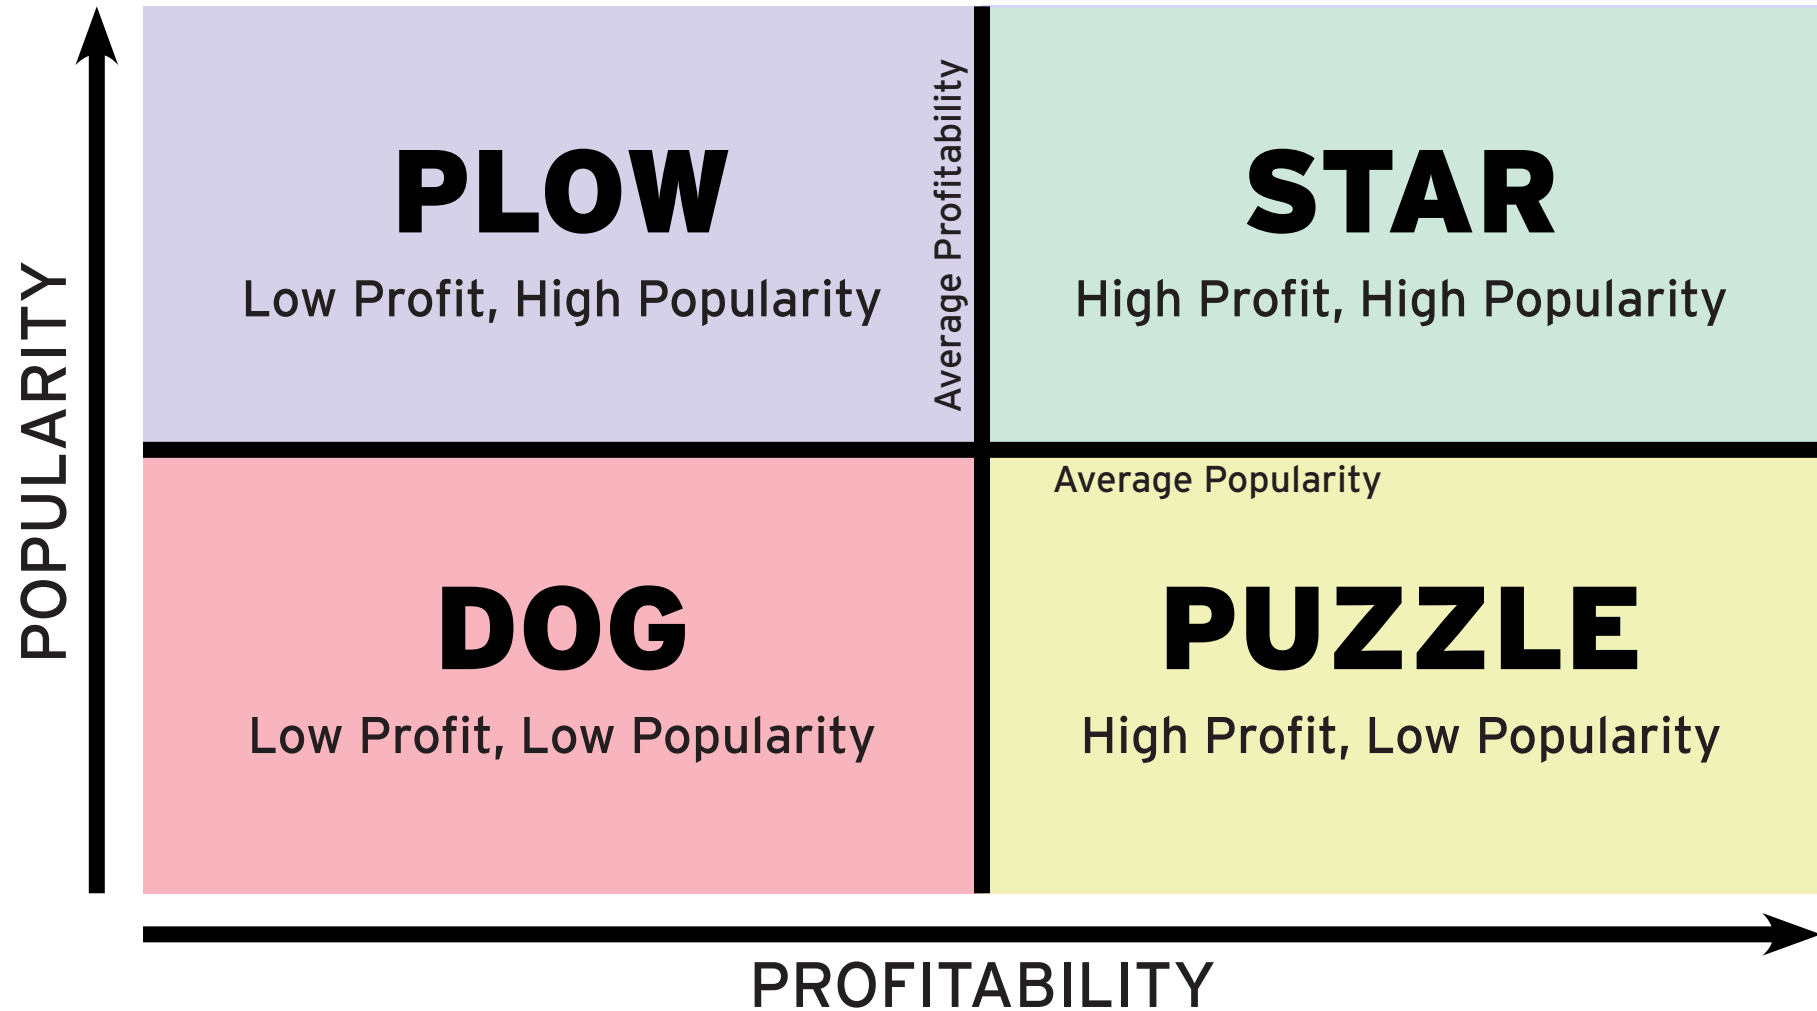 POPULARITY
PLOW
Low Profit, High Popularity
Average Profitability
STAR
High Profit, High Popularity
DOG
Low Profit, Low Popularity
Average Popularity
PUZZLE
High Profit, Low Popularity
PROFITABILITY